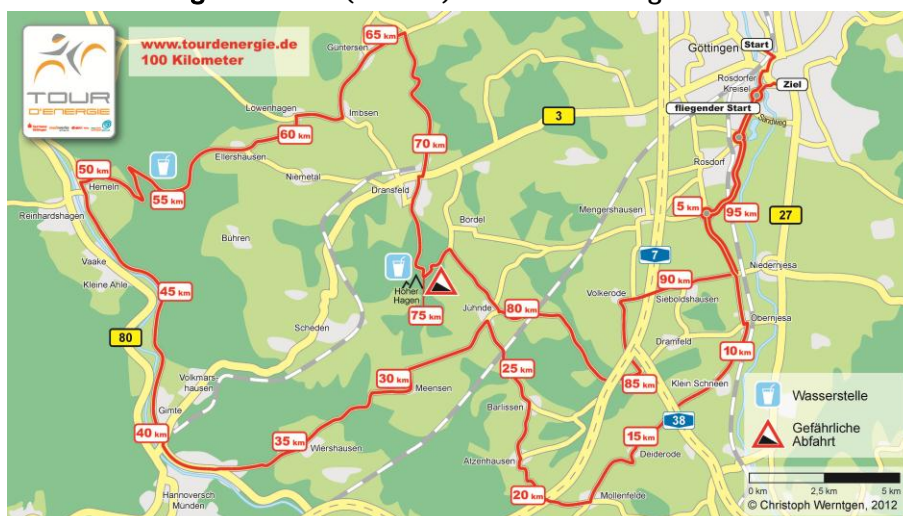 TOUR
D'ENERGIE
www.tourdenergie.de
100 Kilometer
Güntersen
65 km
Göttingen
Start
Rosdorfer
Kreisel
Ziel
fliegender Start
Sandweg
Löwenhagen
Imbsen
60 km
3
70 km
Ellershausen
Niemetal
Rosdorf
50 km
Hemeln
55 km
Dransfeld
Reinhardshagen
Bördel
Mengershausen
5 km
95 km
27
Bühren
Vaake
Kleine Ahle
45 km
7
Niedernjesa
Hoher
Hagen
90 km
Volkerode
Sieboldshausen
75 km
Jühnde
80 km
Obernjesa
80
Scheden
Dramfeld
10 km
Volkmars-
hausen
30 km
25 km
Meensen
85 km
Klein Schneen
Wasserstelle
Gimte
Barlissen
38
Gefährliche
Abfahrt
40 km
35 km
Wiershausen
15 km
Deiderode
Atzenhausen
Hannoversch
Münden
20 km
Mollenfelde
0 km
2,5 km
5 km
© Christoph Werntgen, 2012